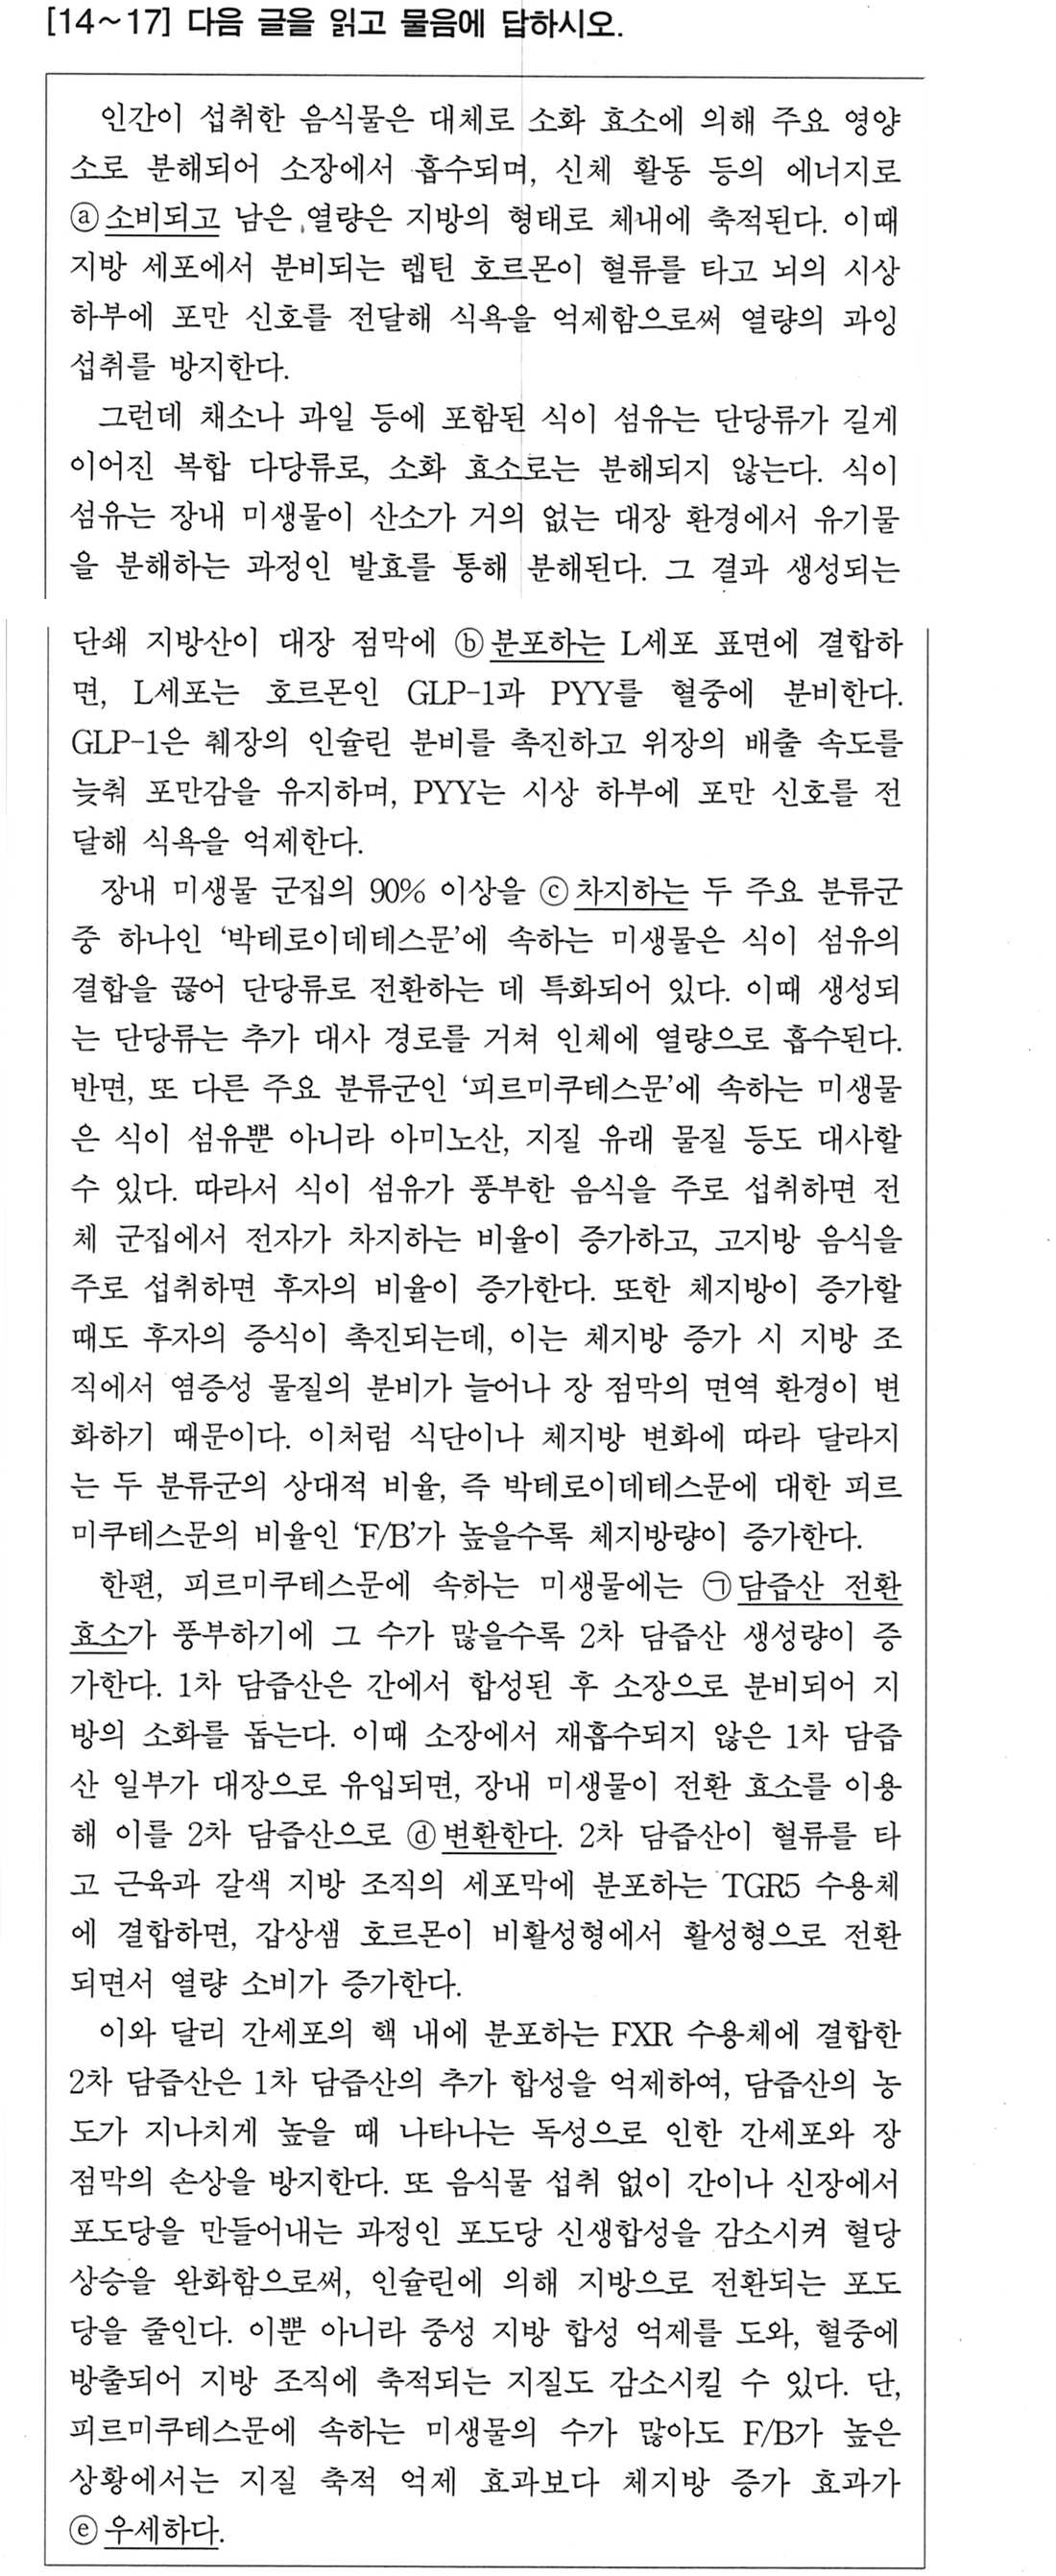 [14~17] 다음 글을 읽고 물음에 답하시오.
인간이 섭취한 음식물은 대체로 소화 효소에 의해 주요 영양
소로 분해되어 소장에서 흡수되며, 신체 활동 등의 에너지로
ⓐ소비되고 남은 열량은 지방의 형태로 체내에 축적된다. 이때
지방 세포에서 분비되는 렙틴 호르몬이 혈류를 타고 뇌의 시상
하부에 포만 신호를 전달해 식욕을 억제함으로써 열량의 과잉
섭취를 방지한다.
그런데 채소나 과일 등에 포함된 식이 섬유는 단당류가 길게
이어진 복합 다당류로, 소화 효소로는 분해되지 않는다. 식이
섬유는 장내 미생물이 산소가 거의 없는 대장 환경에서 유기물
을 분해하는 과정인 발효를 통해 분해된다. 그 결과 생성되는
단쇄 지방산이 대장 점막에 ⓑ분포하는 L세포 표면에 결합하
면, L세포는 호르몬인 GLP-1과 PYY를 혈중에 분비한다.
GLP-1은 췌장의 인슐린 분비를 촉진하고 위장의 배출 속도를
늦춰 포만감을 유지하며, PYY는 시상 하부에 포만 신호를 전
달해 식욕을 억제한다.
장내 미생물 군집의 90% 이상을 ⓒ차지하는 두 주요 분류군
중 하나인 ‘박테로이데테스문’에 속하는 미생물은 식이 섬유의
결합을 끊어 단당류로 전환하는 데 특화되어 있다. 이때 생성되
는 단당류는 추가 대사 경로를 거쳐 인체에 열량으로 흡수된다.
반면, 또 다른 주요 분류군인 ‘피르미쿠테스문’에 속하는 미생물
은 식이 섬유뿐 아니라 아미노산, 지질 유래 물질 등도 대사할
수 있다. 따라서 식이 섬유가 풍부한 음식을 주로 섭취하면 전
체 군집에서 전자가 차지하는 비율이 증가하고, 고지방 음식을
주로 섭취하면 후자의 비율이 증가한다. 또한 체지방이 증가할
때도 후자의 증식이 촉진되는데, 이는 체지방 증가 시 지방 조
직에서 염증성 물질의 분비가 늘어나 장 점막의 면역 환경이 변
화하기 때문이다. 이처럼 식단이나 체지방 변화에 따라 달라지
는 두 분류군의 상대적 비율, 즉 박테로이데테스문에 대한 피르
미쿠테스문의 비율인 ‘F/B’가 높을수록 체지방량이 증가한다.
한편, 피르미쿠테스문에 속하는 미생물에는 ㉠담즙산 전환
효소가 풍부하기에 그 수가 많을수록 2차 담즙산 생성량이 증
가한다. 1차 담즙산은 간에서 합성된 후 소장으로 분비되어 지
방의 소화를 돕는다. 이때 소장에서 재흡수되지 않은 1차 담즙
산 일부가 대장으로 유입되면, 장내 미생물이 전환 효소를 이용
해 이를 2차 담즙산으로 ⓓ변환한다. 2차 담즙산이 혈류를 타
고 근육과 갈색 지방 조직의 세포막에 분포하는 TGR5 수용체
에 결합하면, 갑상샘 호르몬이 비활성형에서 활성형으로 전환
되면서 열량 소비가 증가한다.
이와 달리 간세포의 핵 내에 분포하는 FXR 수용체에 결합한
2차 담즙산은 1차 담즙산의 추가 합성을 억제하여, 담즙산의 농
도가 지나치게 높을 때 나타나는 독성으로 인한 간세포와 장
점막의 손상을 방지한다. 또 음식물 섭취 없이 간이나 신장에서
포도당을 만들어내는 과정인 포도당 신생합성을 감소시켜 혈당
상승을 완화함으로써, 인슐린에 의해 지방으로 전환되는 포도
당을 줄인다. 이뿐 아니라 중성 지방 합성 억제를 도와, 혈중에
방출되어 지방 조직에 축적되는 지질도 감소시킬 수 있다. 단,
피르미쿠테스문에 속하는 미생물의 수가 많아도 F/B가 높은
상황에서는 지질 축적 억제 효과보다 체지방 증가 효과가
ⓔ우세하다.